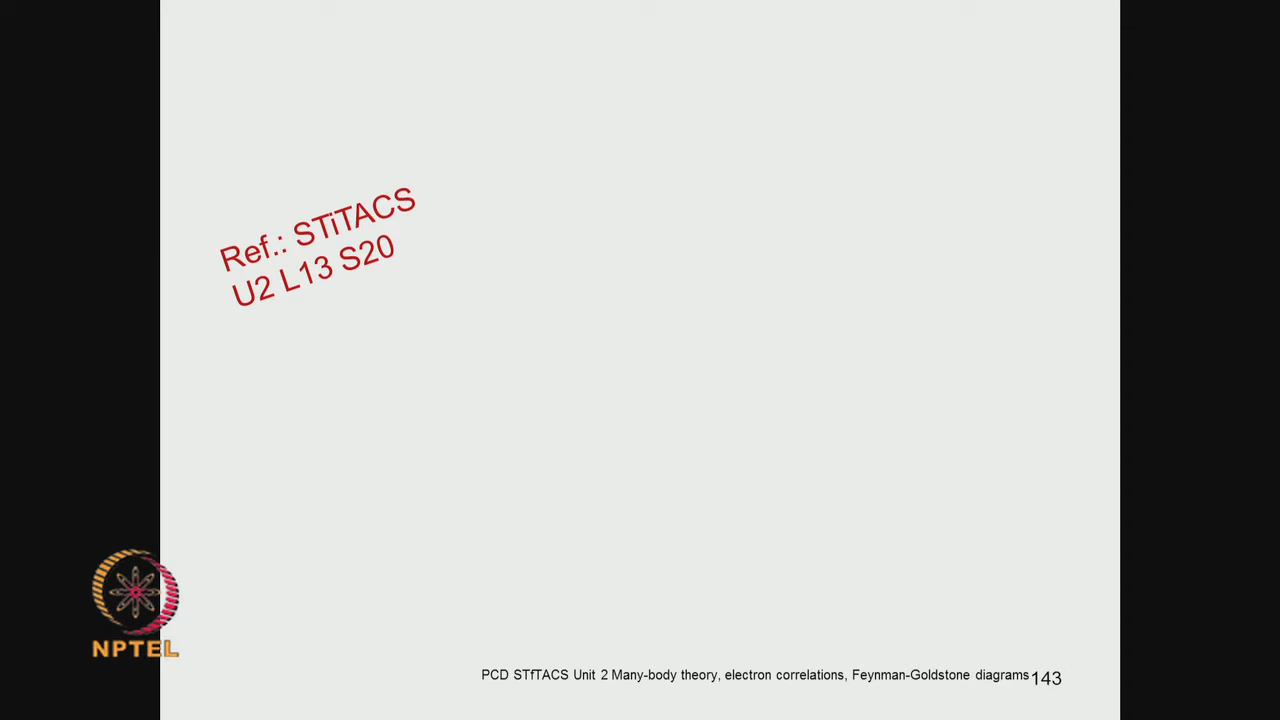 Ref.: STiTACS
U2 L13 S20
NPTEL
PCD STfTACS Unit 2 Many-body theory, electron correlations, Feynman-Goldstone diagrams 143